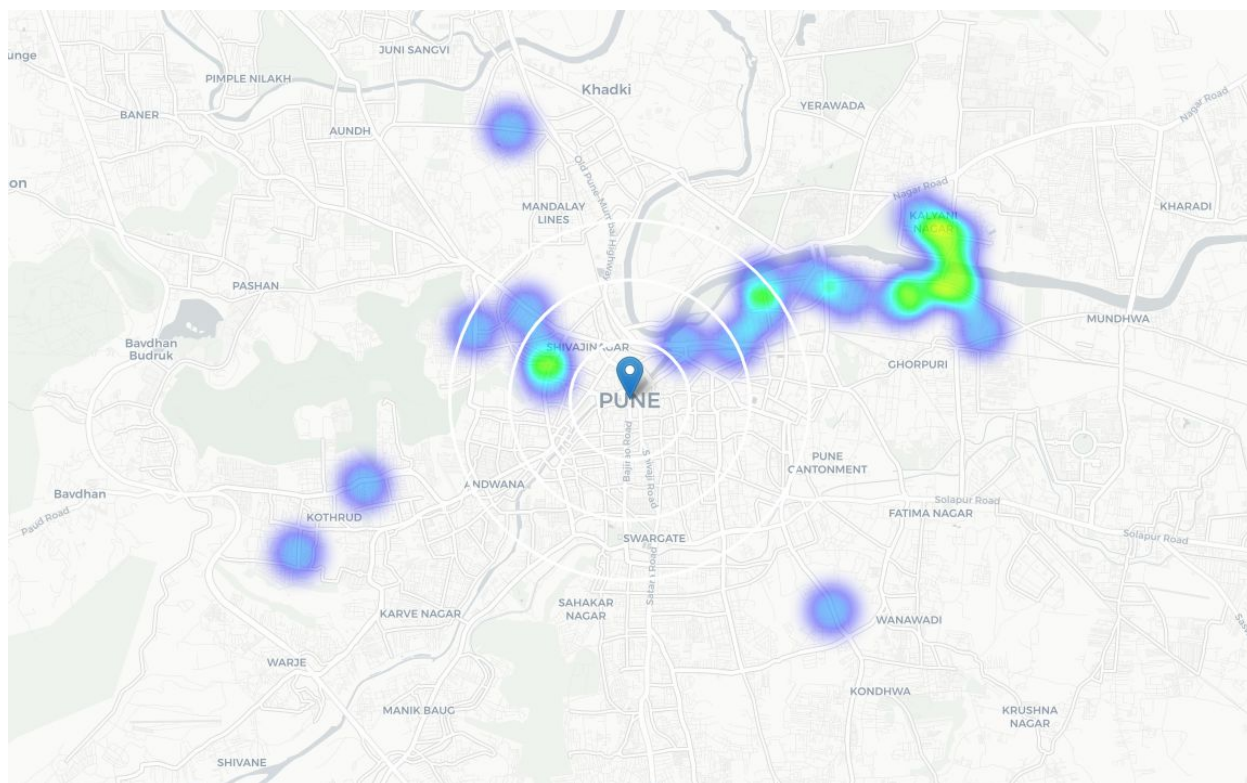 JUNI SANGVI
unge
PIMPLE NILAKH
Khadki
BANER
YERAWADA
Nagar Road
AUNDH
on
Old Pune-Mumbai Highway
Nagar Road
MANDALAY
LINES
KALYANI
NAGAR
KHARADI
PASHAN
MUNDHWA
Bavdhan
Budruk
SHIVAJINAGAR
GHORPURI
PUNE
Bajirao Road
Shivaji Road
PUNE
CANTONMENT
ANDWANA
Bavdhan
Solapur Road
Paud Road
KOTHRUD
FATIMA NAGAR
Solapur Road
SWARGATE
Satara Road
SAHAKAR
NAGAR
KARVE NAGAR
WANAWADI
Sas
WARJE
KONDHWA
MANIK BAUG
KRUSHNA
NAGAR
SHIVANE